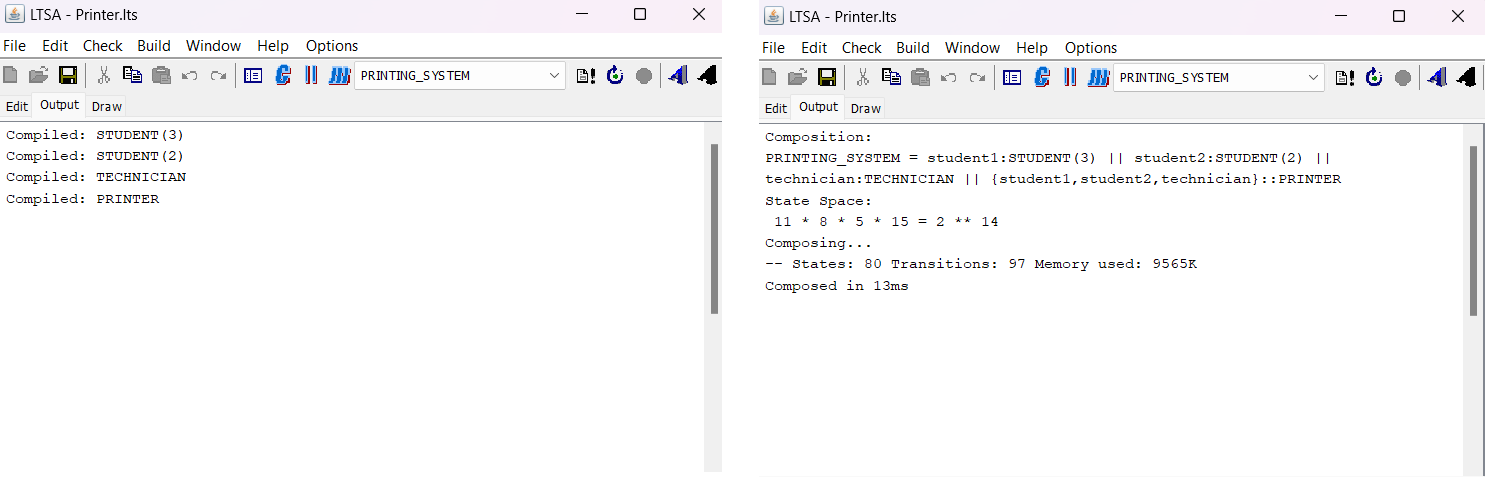 LTSA - Printer.lts
File Edit Check Build Window Help Options
PRINTING_SYSTEM
Edit Output Draw
Compiled: STUDENT(3)
Compiled: STUDENT(2)
Compiled: TECHNICIAN
Compiled: PRINTER
LTSA - Printer.lts
File Edit Check Build Window Help Options
PRINTING_SYSTEM
Edit Output Draw
Composition:
PRINTING_SYSTEM = student1:STUDENT(3) || student2:STUDENT(2) ||
technician:TECHNICIAN || {student1,student2,technician}::PRINTER
State Space:
11 * 8 * 5 * 15 = 2 ** 14
Composing...
-- States: 80 Transitions: 97 Memory used: 9565K
Composed in 13ms